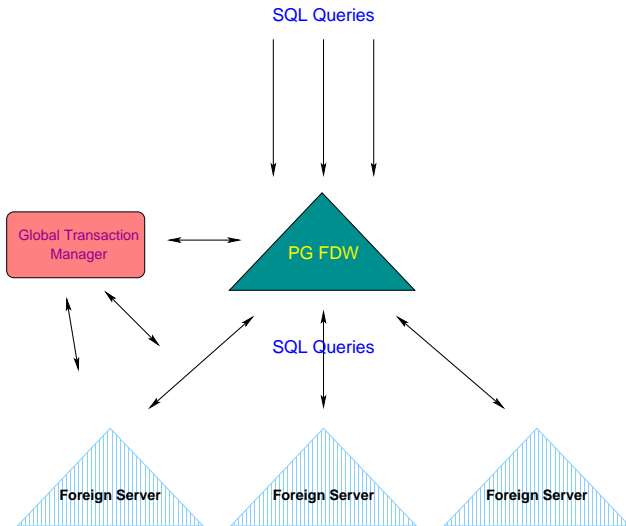 SQL Queries
Global Transaction
Manager
PG FDW
SQL Queries
Foreign Server
Foreign Server
Foreign Server